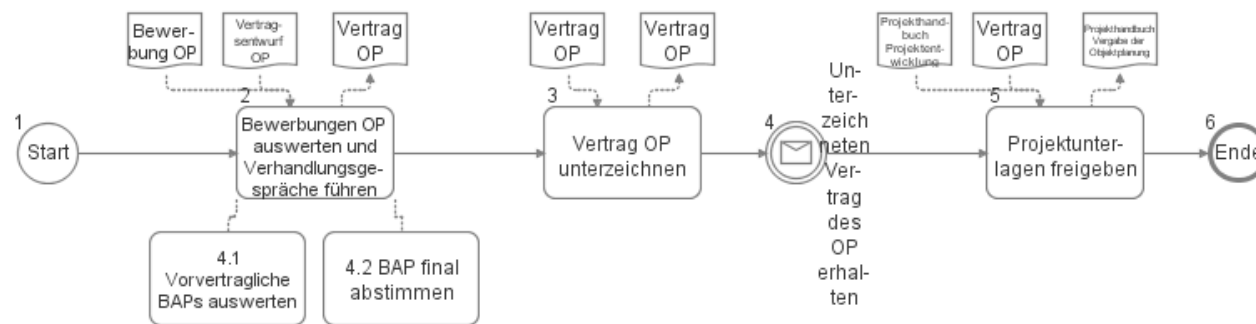 Bewer-
bung OP
Vertrag-
sentwurf
OP
Vertrag
OP
Vertrag
OP
Vertrag
OP
Projekthand-
buch
Projektent-
wicklung
Vertrag
OP
Projekthandbuch
Vergabe der
Objektplanung
1
Start
2
Bewerbungen OP
auswerten und
Verhandlungsge-
spräche führen
3
Vertrag OP
unterzeichnen
4
Un-
ter-
zeich
neten
Ver-
trag
des
OP
erhal-
ten
5
Projektunter-
lagen freigeben
6
Ende
4.1
Vorvertragliche
BAPs auswerten
4.2 BAP final
abstimmen